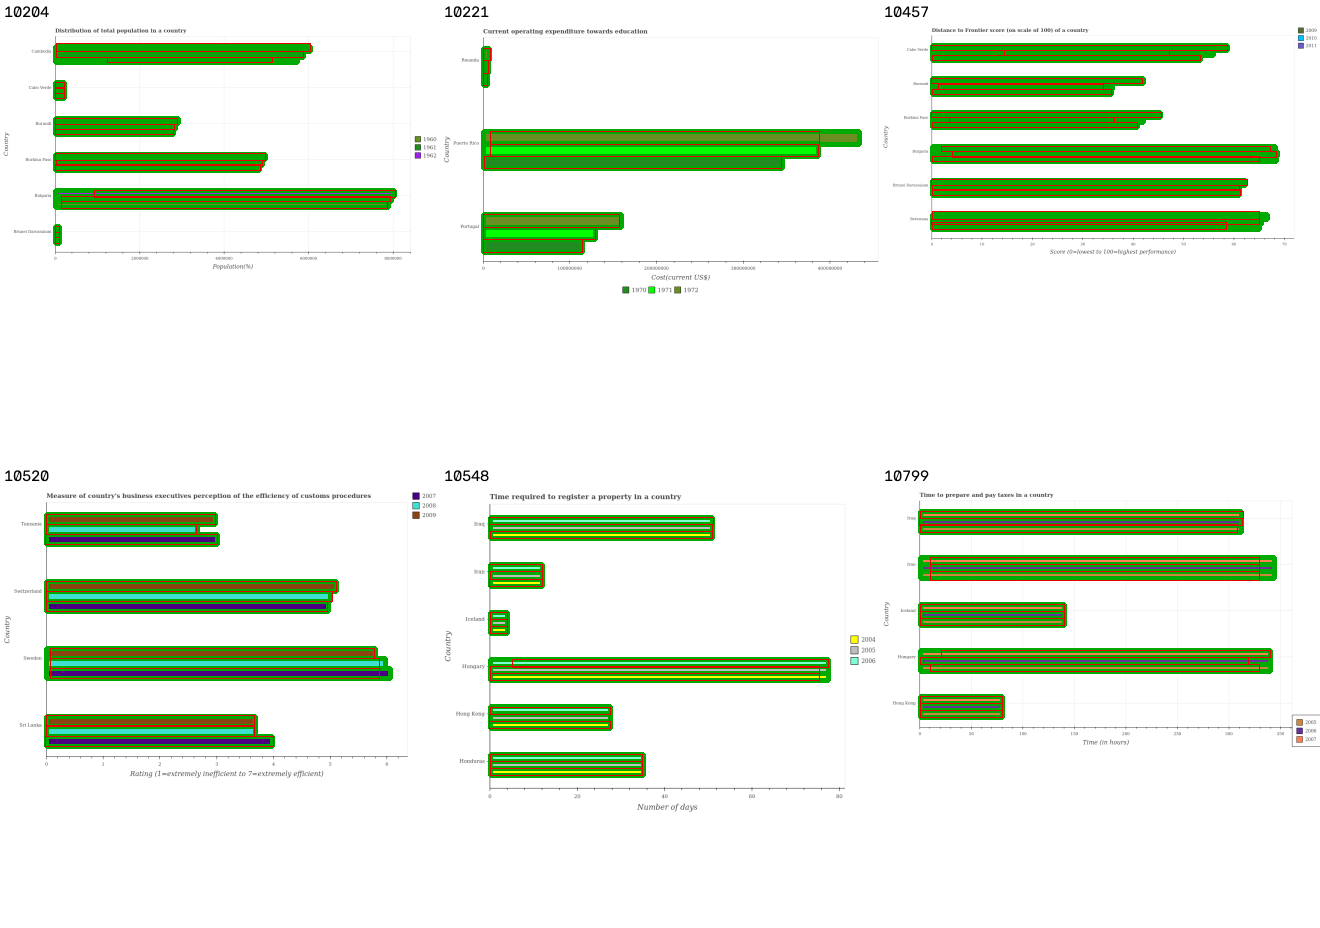 10204
Distribution of total population in a country
Cambodia
Cabo Verde
Burundi
Burkina Faso
Bulgaria
Brunei Darussalam
Country
0 2000000 4000000 6000000 8000000
Population(%)
1960
1961
1962
10221
Current operating expenditure towards education
Rwanda
Puerto Rico
Portugal
Country
0 100000000 200000000 300000000 400000000
Cost(current US$)
1970 1971 1972
10457
Distance to Frontier score (on scale of 100) of a country
Cabo Verde
Burundi
Burkina Faso
Bulgaria
Brunei Darussalam
Botswana
Country
0 10 20 30 40 50 60 70
Score (0=lowest to 100=highest performance)
2009
2010
2011
10520
Measure of country's business executives perception of the efficiency of customs procedures
Tanzania
Switzerland
Sweden
Sri Lanka
Country
0 1 2 3 4 5 6
Rating (1=extremely inefficient to 7=extremely efficient)
2007
2008
2009
10548
Time required to register a property in a country
Iraq
Iran
Iceland
Hungary
Hong Kong
Honduras
Country
0 20 40 60 80
Number of days
2004
2005
2006
10799
Time to prepare and pay taxes in a country
Iraq
Iran
Iceland
Hungary
Hong Kong
Country
0 50 100 150 200 250 300 350
Time (in hours)
2005
2006
2007